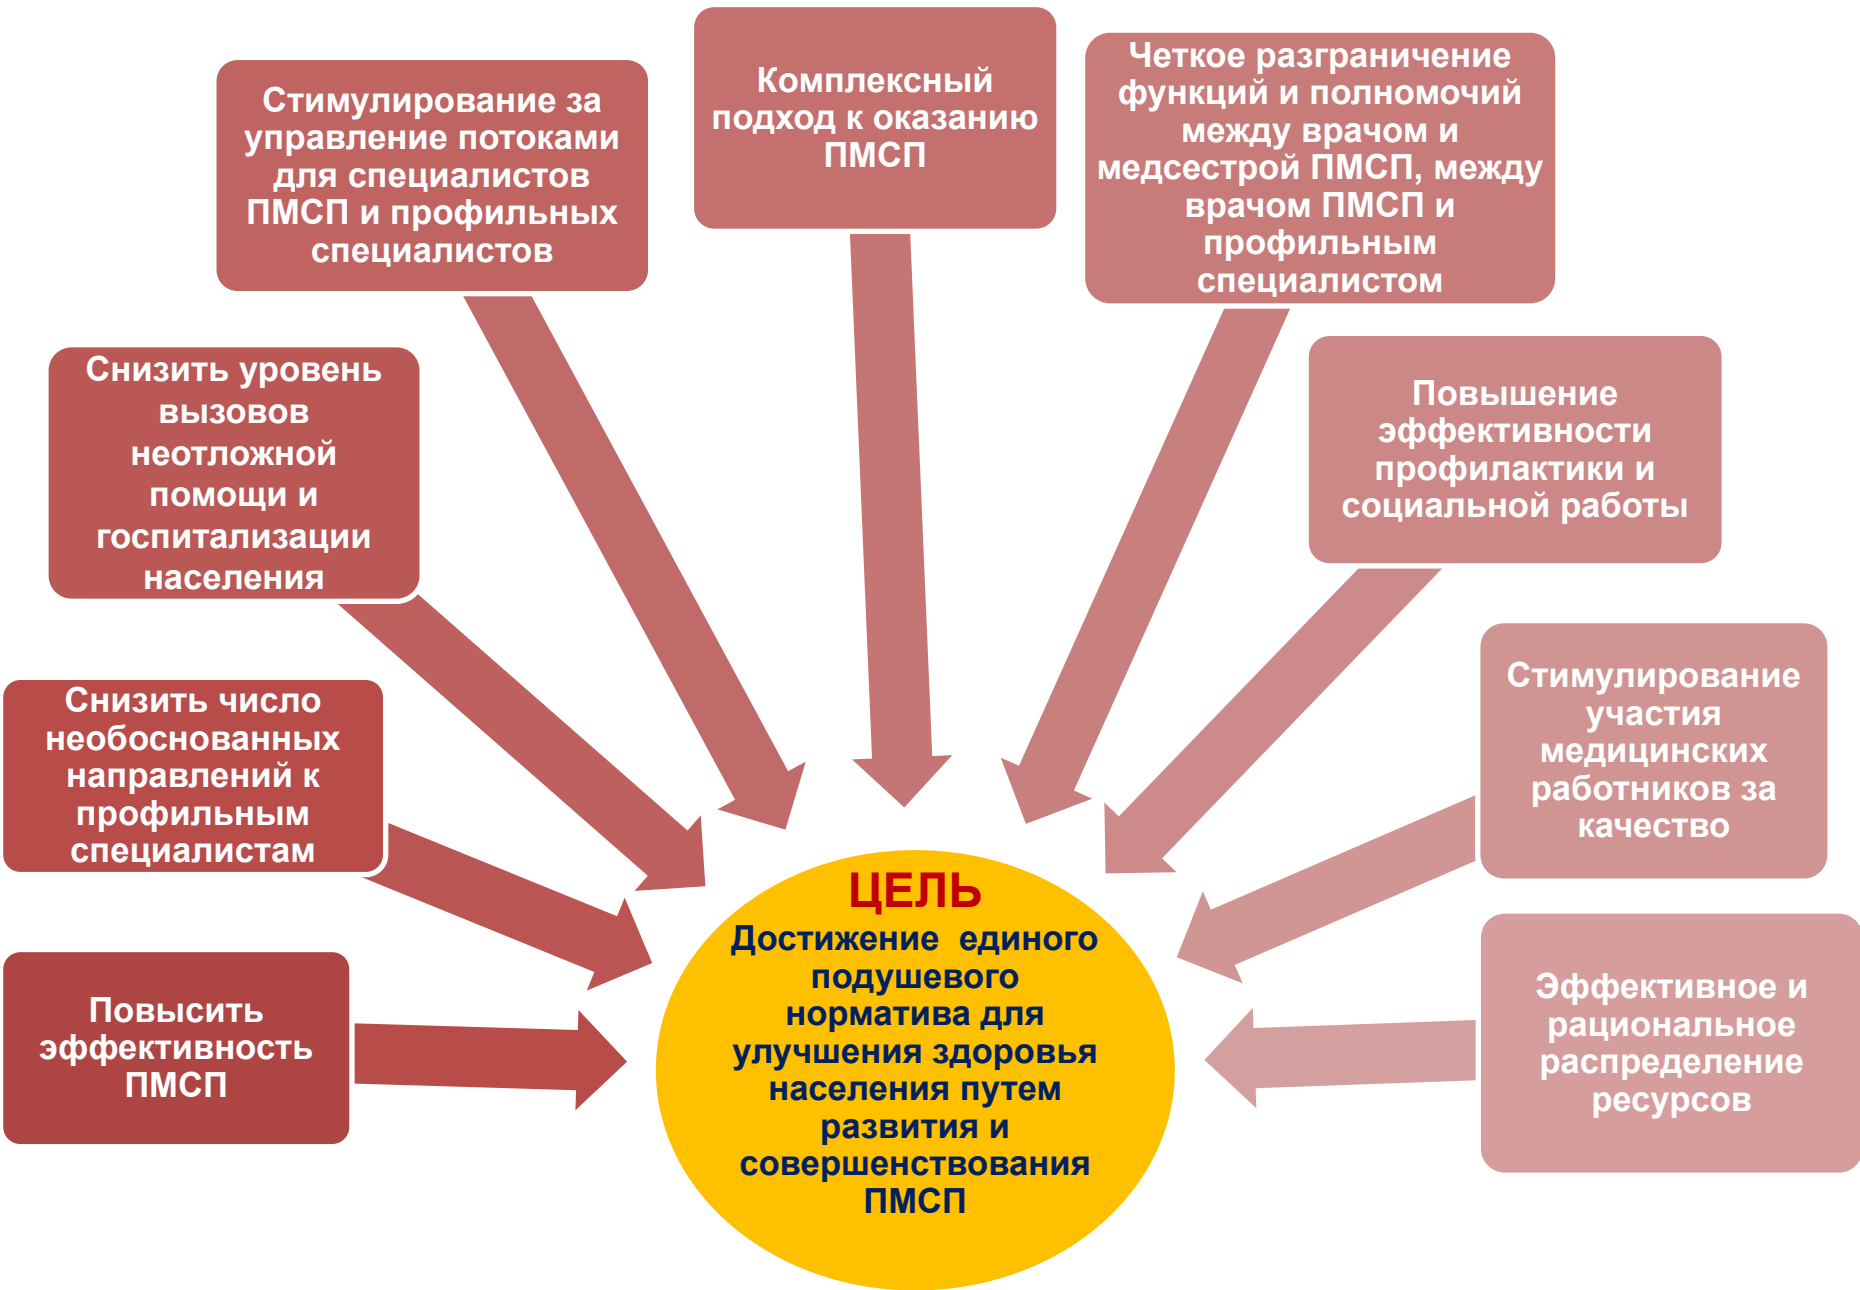 Комплексный
подход к оказанию
ПМСП
Четкое разграничение
функций и полномочий
между врачом и
медсестрой ПМСП, между
врачом ПМСП и
профильным
специалистом
Стимулирование за
управление потоками
для специалистов
ПМСП и профильных
специалистов
Снизить уровень
вызовов
неотложной
помощи и
госпитализации
населения
Повышение
эффективности
профилактики и
социальной работы
Снизить число
необоснованных
направлений к
профильным
специалистам
Стимулирование
участия
медицинских
работников за
качество
Повысить
эффективность
ПМСП
ЦЕЛЬ
Достижение единого
подушевого
норматива для
улучшения здоровья
населения путем
развития и
совершенствования
ПМСП
Эффективное и
рациональное
распределение
ресурсов